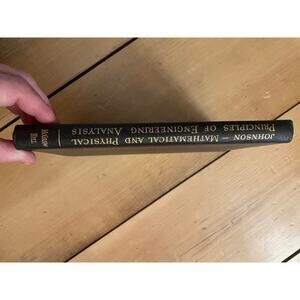 JOHNSON — MATHEMATICAL AND PHYSICAL
PRINCIPLES OF ENGINEERING ANALYSIS
MCGRAW
HILL